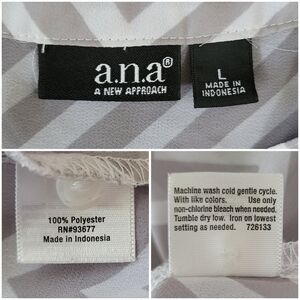 a.n.a®
A NEW APPROACH
L
MADE IN
INDONESIA
100% Polyester
RN#93677
Made in Indonesia
Machine wash cold gentle cycle.
With like colors. Use only
non-chlorine bleach when needed.
Tumble dry low. Iron on lowest
setting as needed. 726133